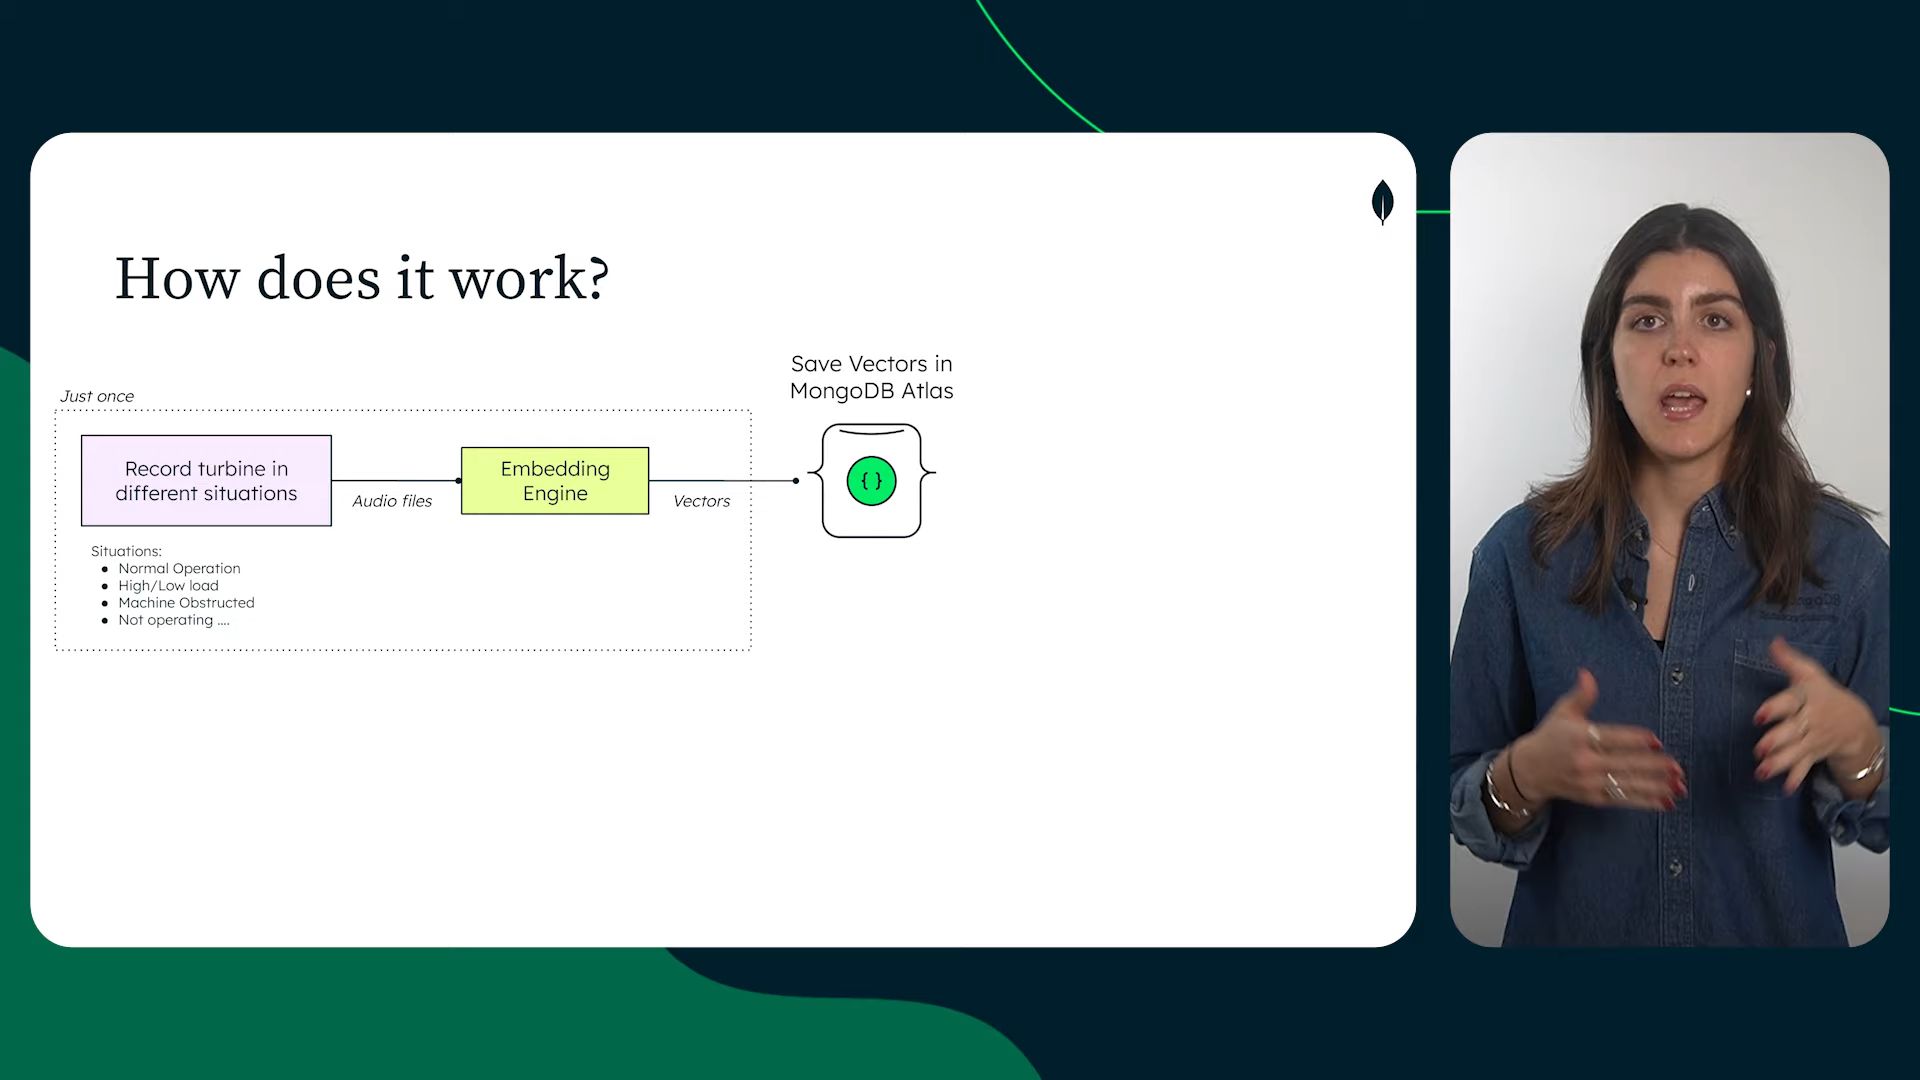 How does it work?
Save Vectors in
MongoDB Atlas
Just once
Record turbine in
different situations
Audio files
Embedding
Engine
Vectors
{ }
Situations:
● Normal Operation
● High/Low load
● Machine Obstructed
● Not operating ....